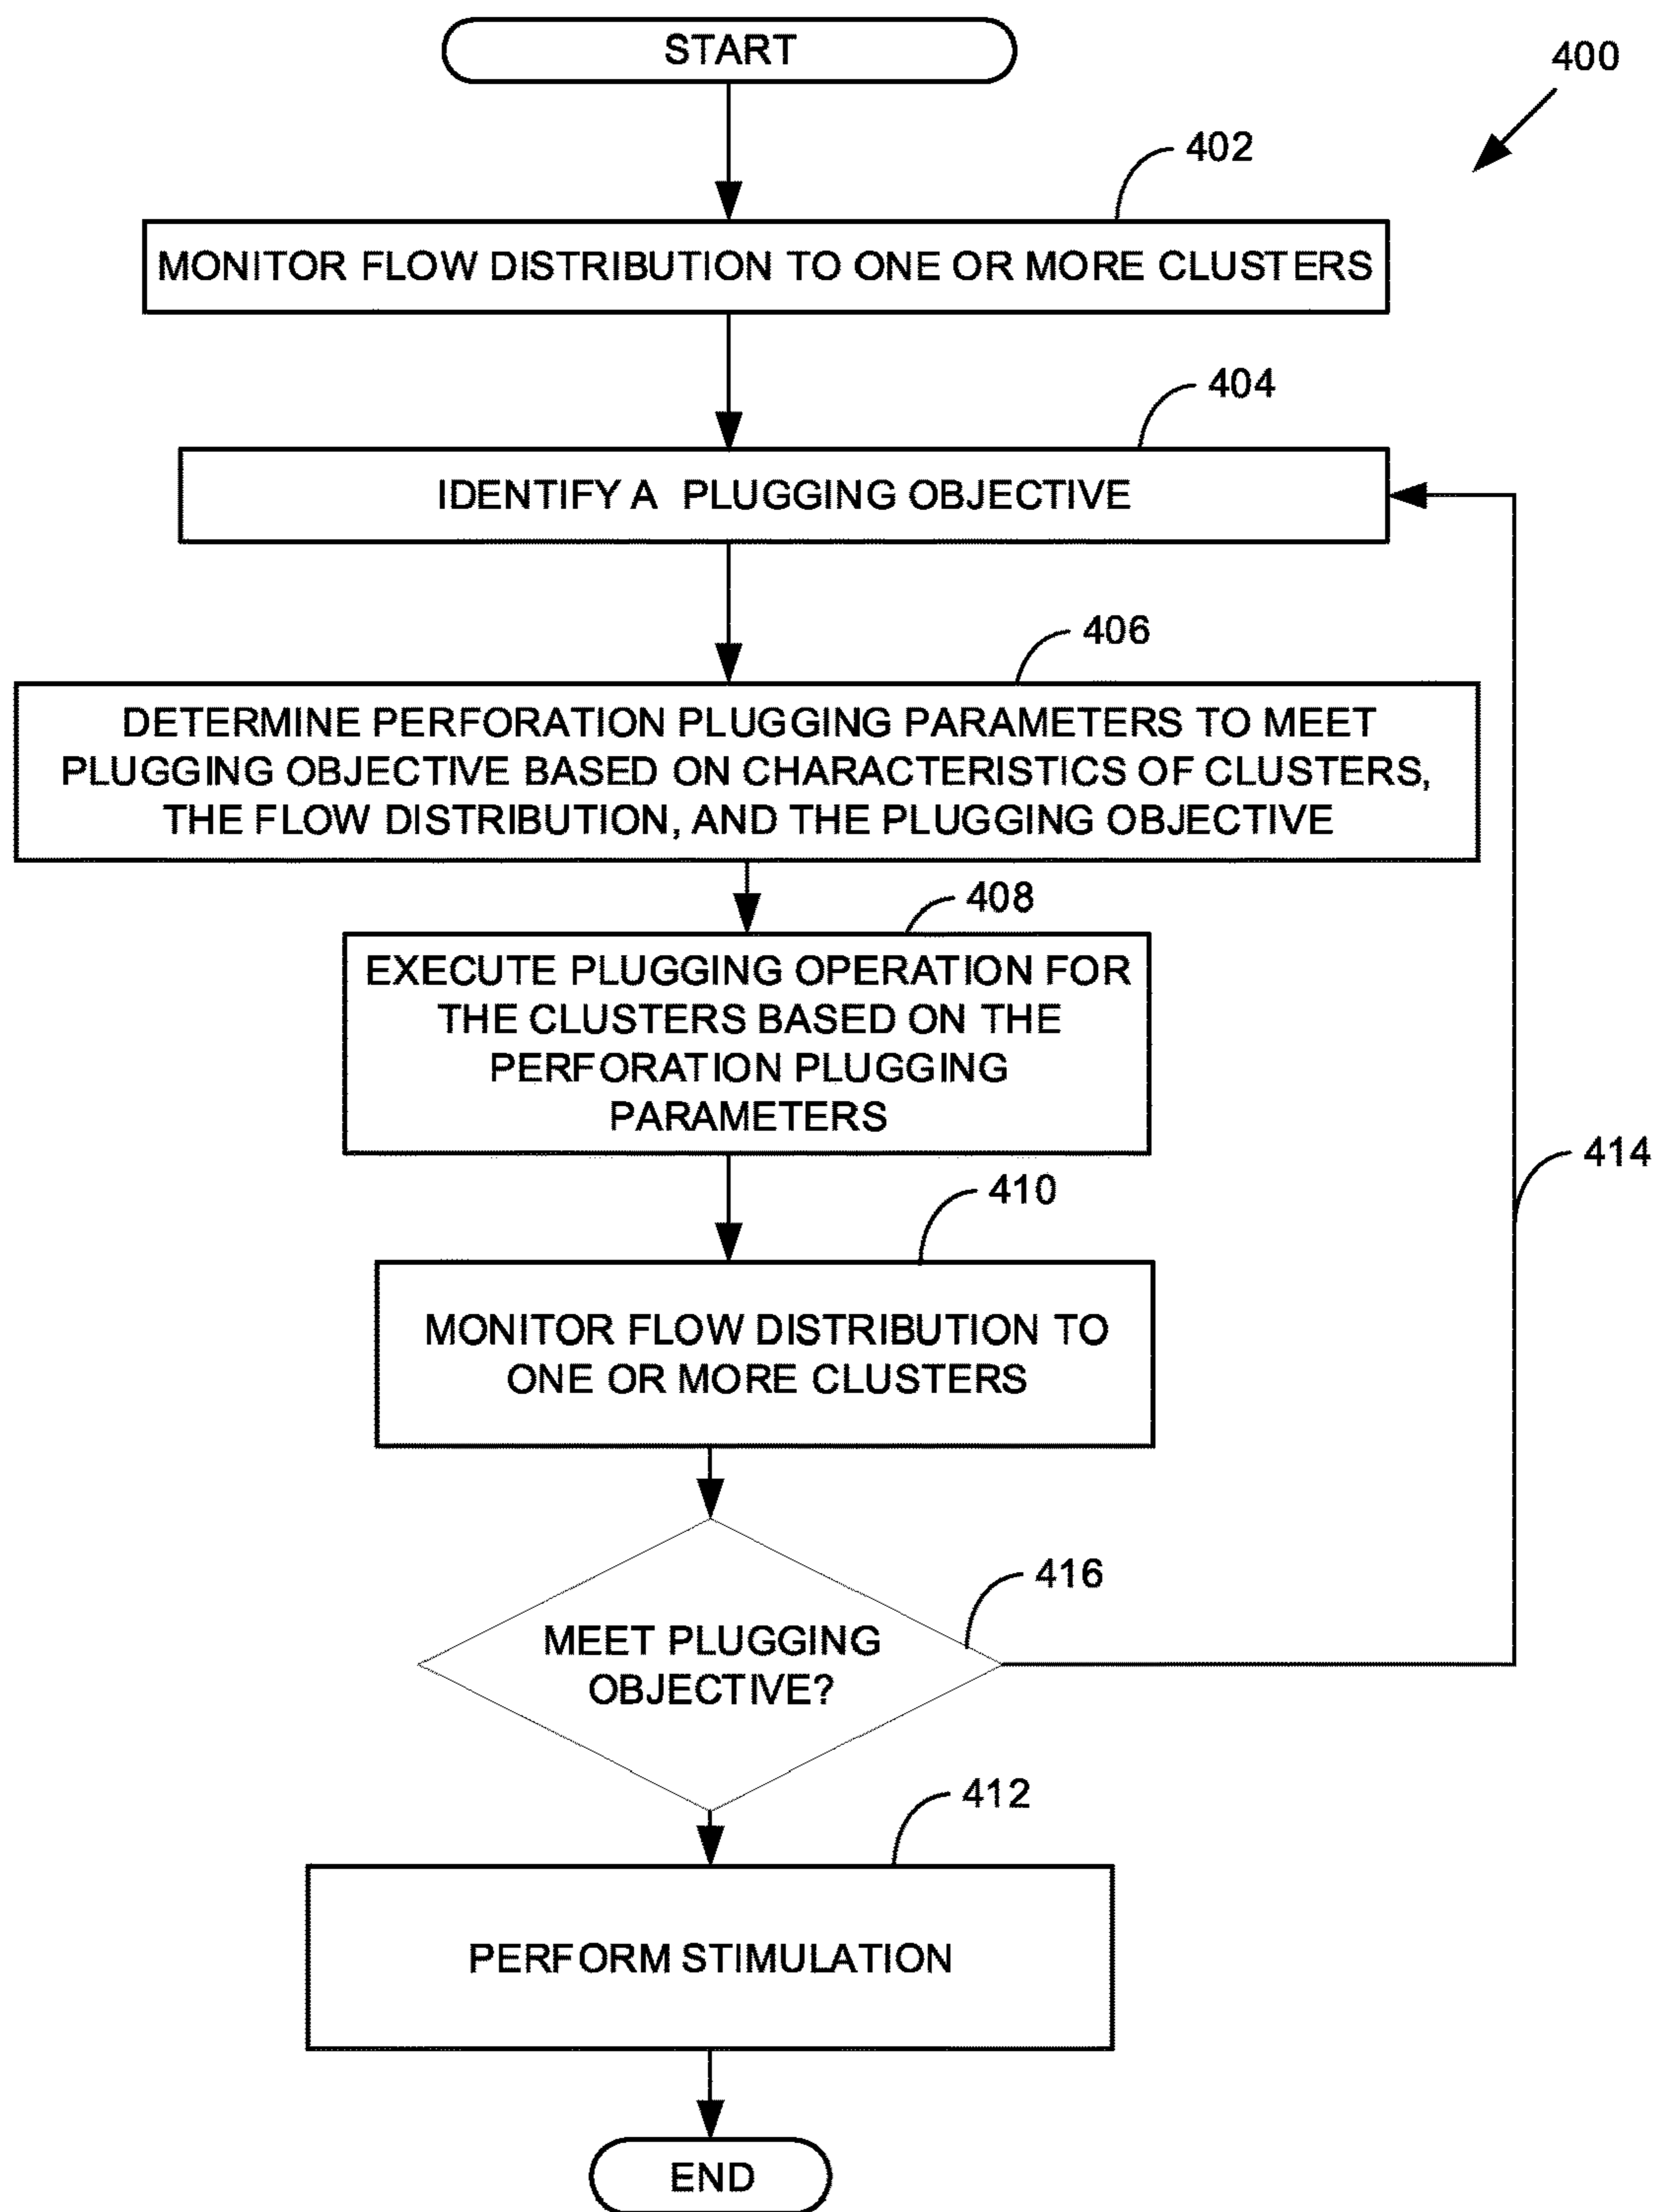 START
400
402
MONITOR FLOW DISTRIBUTION TO ONE OR MORE CLUSTERS
404
IDENTIFY A PLUGGING OBJECTIVE
406
DETERMINE PERFORATION PLUGGING PARAMETERS TO MEET
PLUGGING OBJECTIVE BASED ON CHARACTERISTICS OF CLUSTERS,
THE FLOW DISTRIBUTION, AND THE PLUGGING OBJECTIVE
408
EXECUTE PLUGGING OPERATION FOR
THE CLUSTERS BASED ON THE
PERFORATION PLUGGING
PARAMETERS
414
410
MONITOR FLOW DISTRIBUTION TO
ONE OR MORE CLUSTERS
416
MEET PLUGGING
OBJECTIVE?
412
PERFORM STIMULATION
END